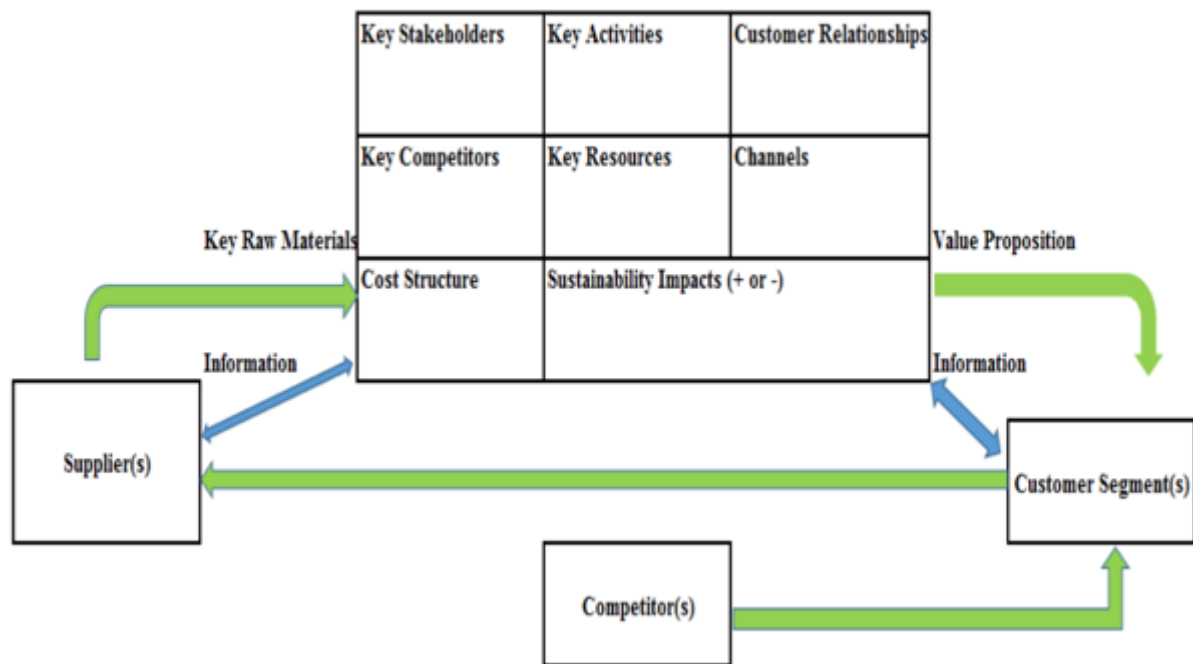 Key Stakeholders
Key Activities
Customer Relationships
Key Competitors
Key Resources
Channels
Key Raw Materials
Value Proposition
Cost Structure
Sustainability Impacts (+ or -)
Information
Information
Supplier(s)
Customer Segment(s)
Competitor(s)